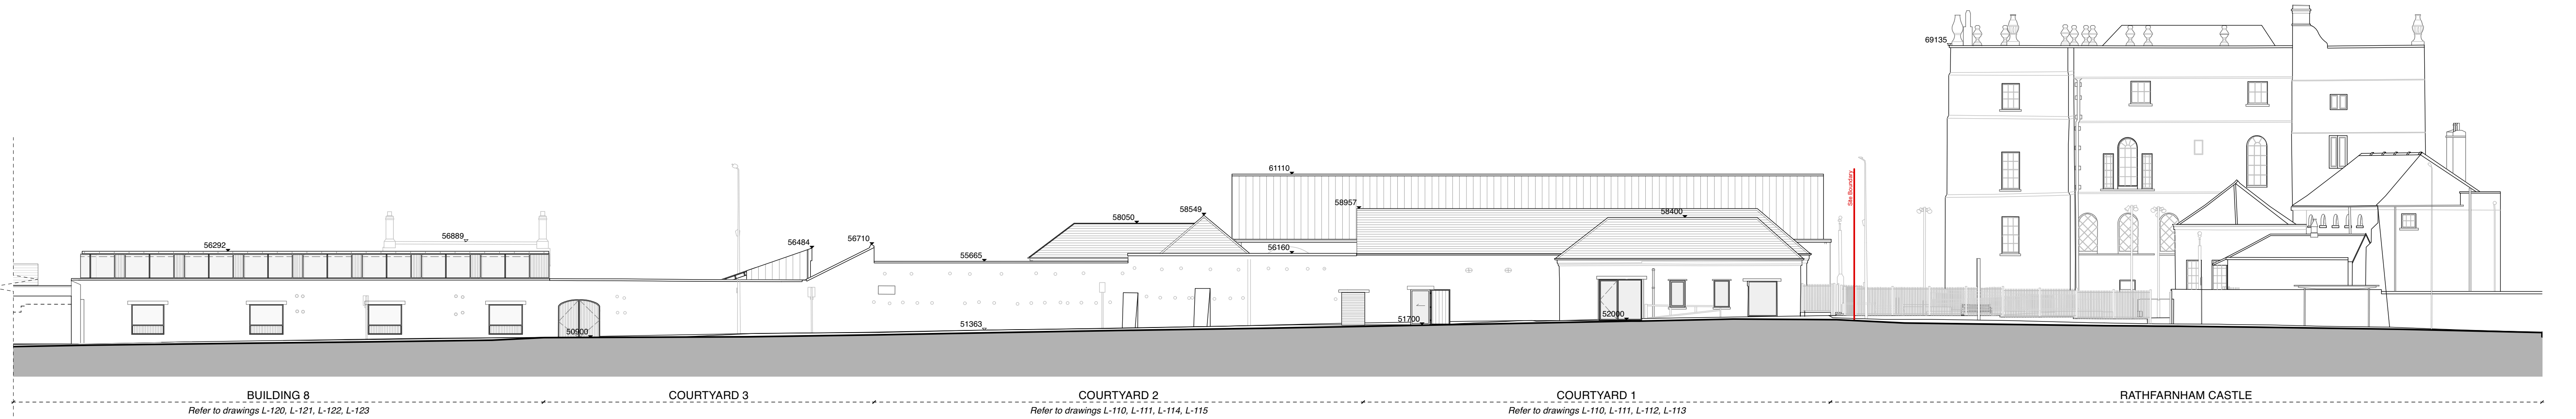 69135
61110
58957
58400
58549
58050
56889
56710
56484
56292
56160
55665
Site Boundary
52000
51700
51363
50900
BUILDING 8
COURTYARD 3
COURTYARD 2
COURTYARD 1
RATHFARNHAM CASTLE
Refer to drawings L-120, L-121, L-122, L-123
Refer to drawings L-110, L-111, L-114, L-115
Refer to drawings L-110, L-111, L-112, L-113